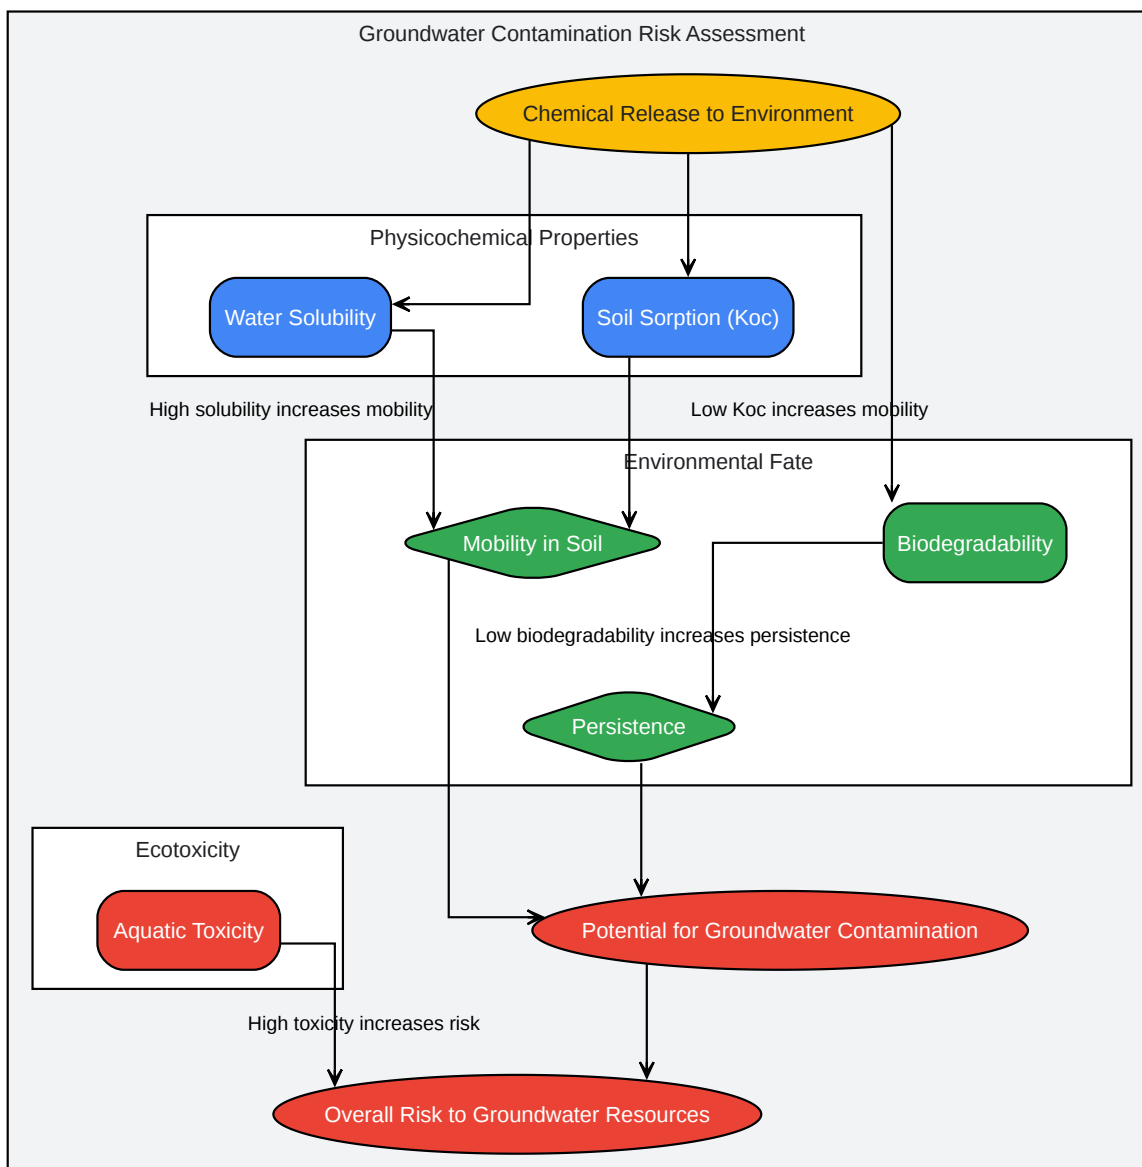 Groundwater Contamination Risk Assessment
Chemical Release to Environment
Physicochemical Properties
Water Solubility
Soil Sorption (Koc)
High solubility increases mobility
Low Koc increases mobility
Environmental Fate
Mobility in Soil
Biodegradability
Low biodegradability increases persistence
Persistence
Ecotoxicity
Aquatic Toxicity
Potential for Groundwater Contamination
High toxicity increases risk
Overall Risk to Groundwater Resources